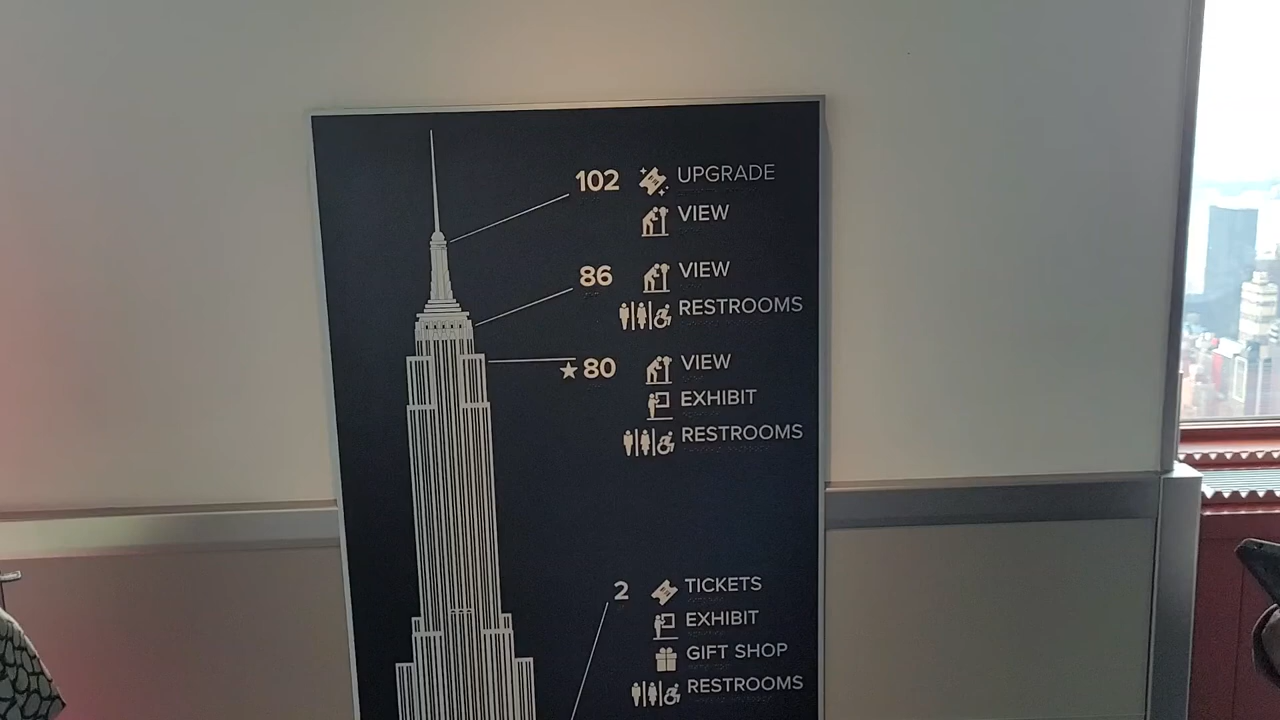 102 UPGRADE
VIEW
86 VIEW
RESTROOMS
★80 VIEW
EXHIBIT
RESTROOMS
2 TICKETS
EXHIBIT
GIFT SHOP
RESTROOMS